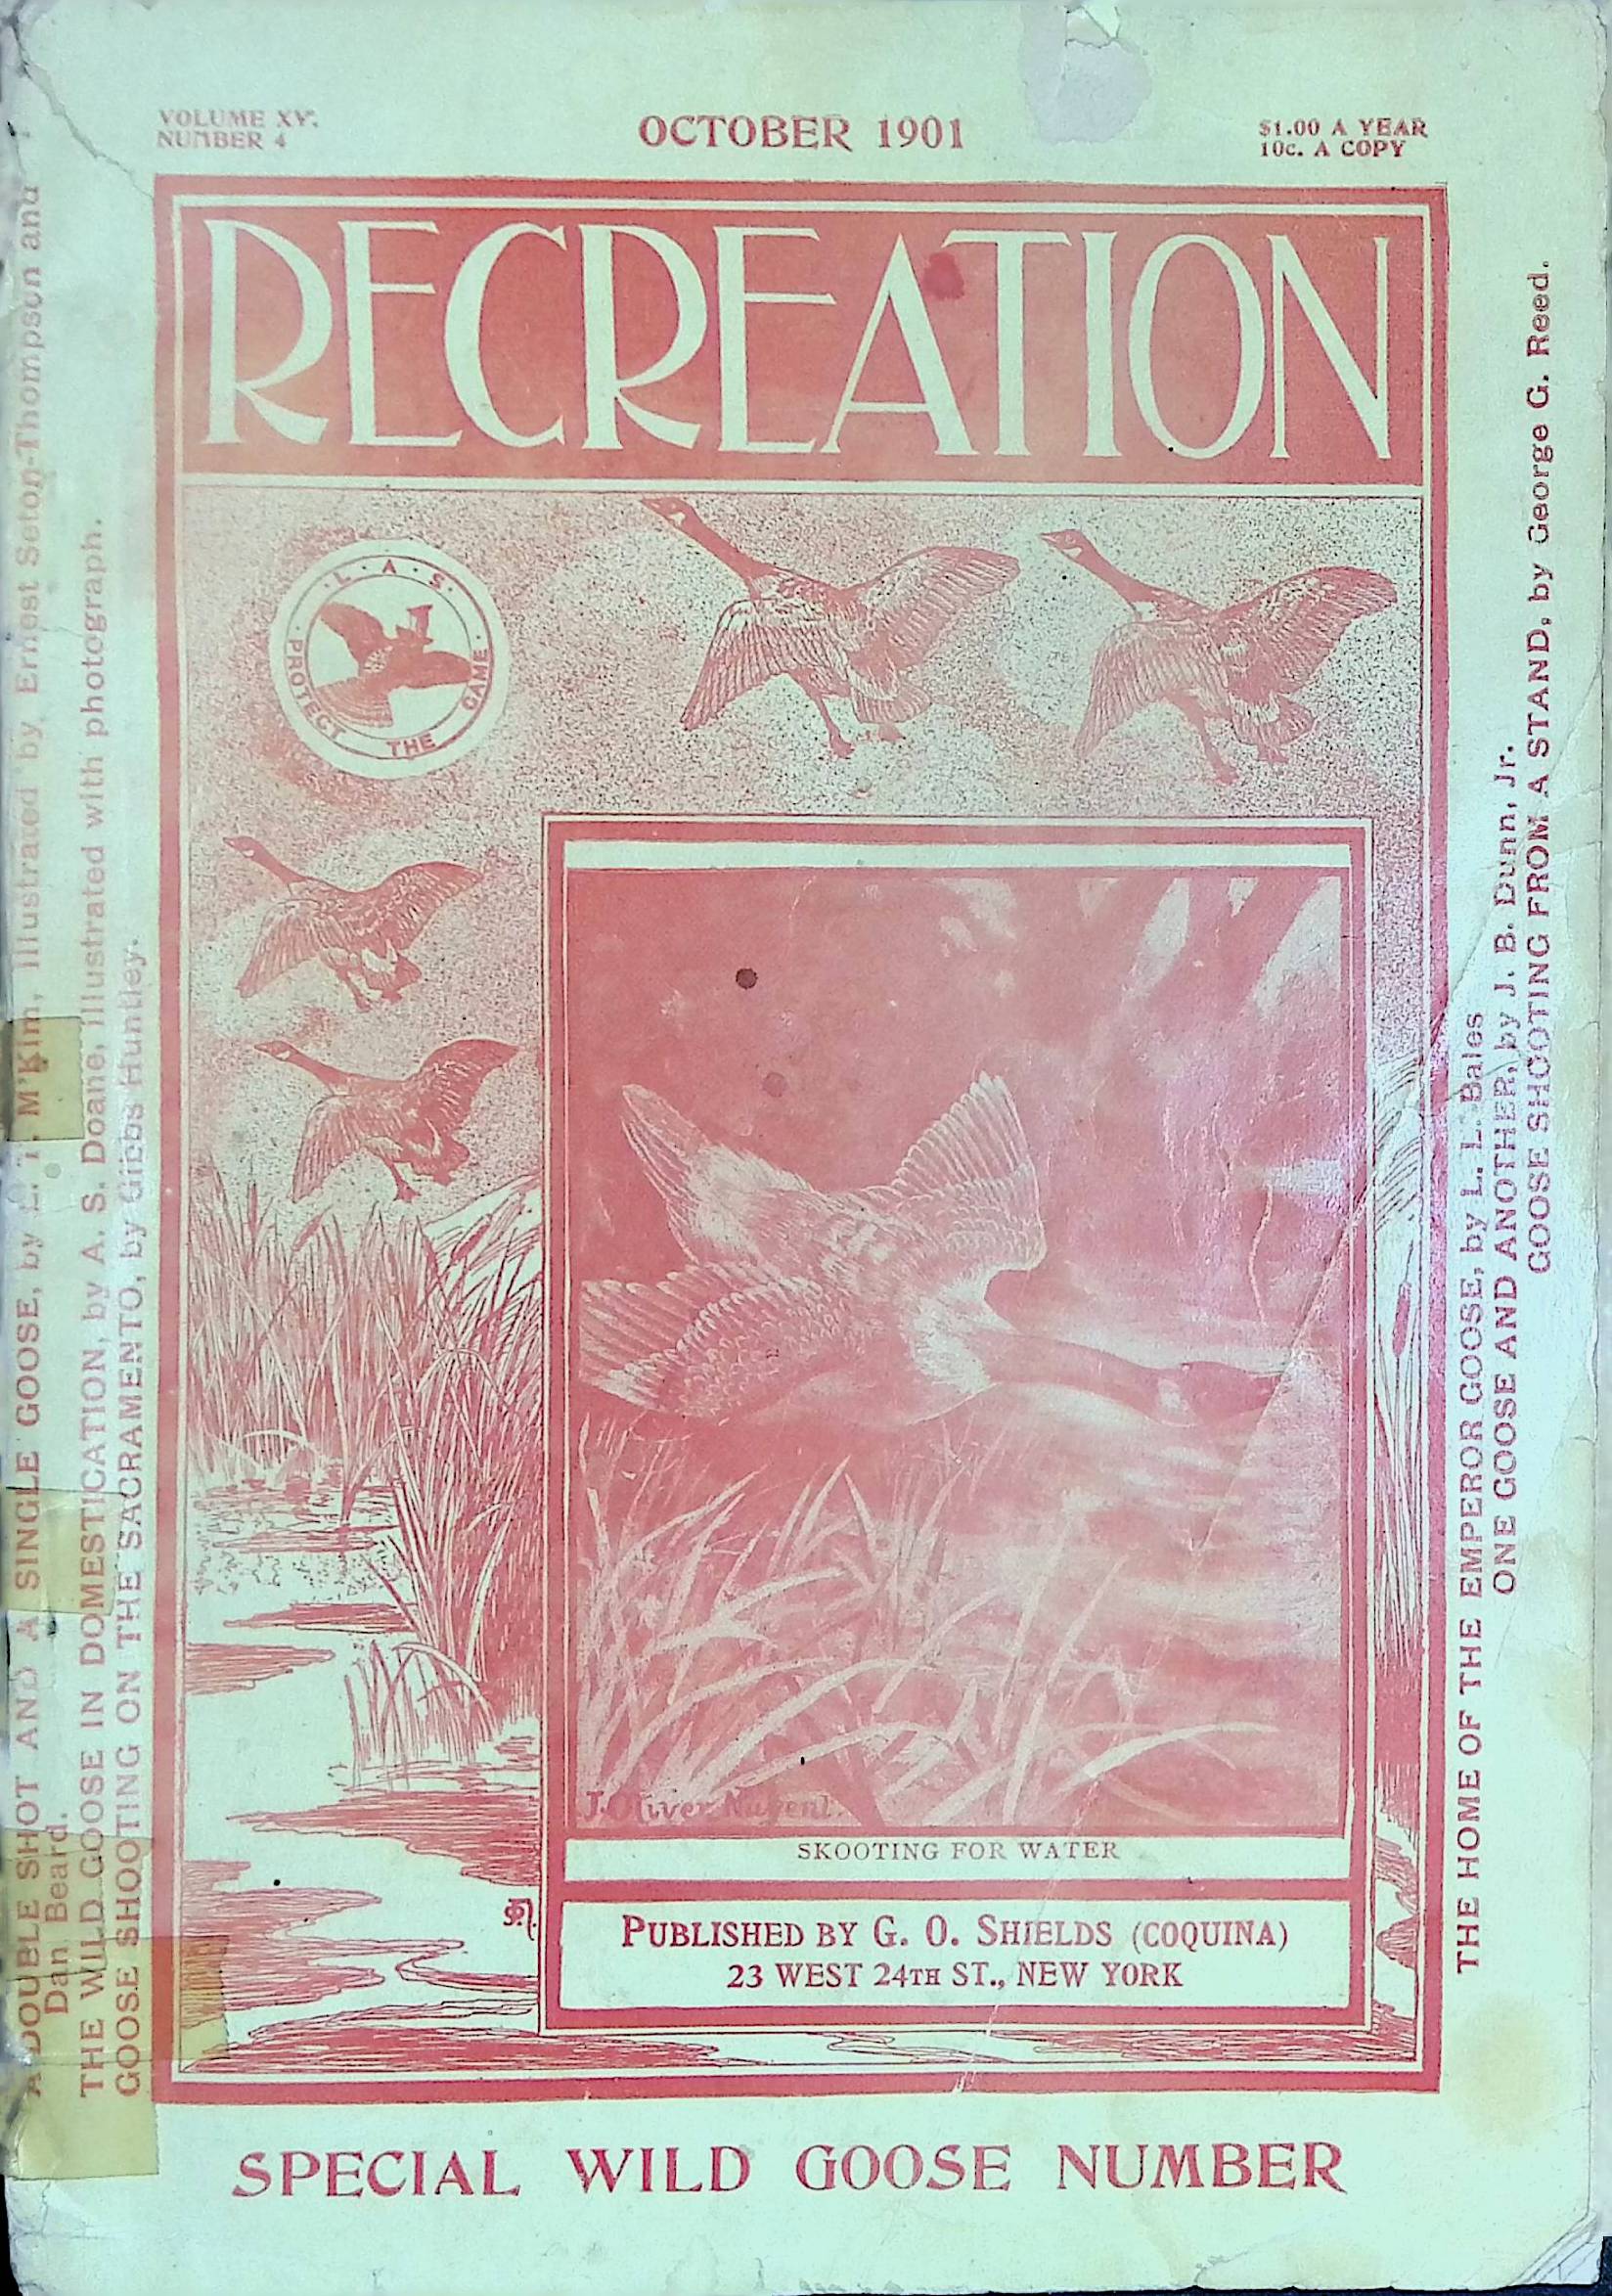 VOLUME XV.
NUMBER 4
OCTOBER 1901
$1.00 A YEAR
10c. A COPY
RECREATION
· L · A · S ·
PROTECT THE GAME
J. Oliver Nugent.
SKOOTING FOR WATER
PUBLISHED BY G. O. SHIELDS (COQUINA)
23 WEST 24TH ST., NEW YORK
SPECIAL WILD GOOSE NUMBER
A DOUBLE SHOT AND A SINGLE GOOSE, by M'Kim, illustrated by Ernest Seton-Thompson and
Dan Beard.
THE WILD GOOSE IN DOMESTICATION, by A. S. Doane, illustrated with photograph.
GOOSE SHOOTING ON THE SACRAMENTO, by Gibbs Huntley.
THE HOME OF THE EMPEROR GOOSE, by L. L. Bales
ONE GOOSE AND ANOTHER, by J. B. Dunn, Jr.
GOOSE SHOOTING FROM A STAND, by George G. Reed.